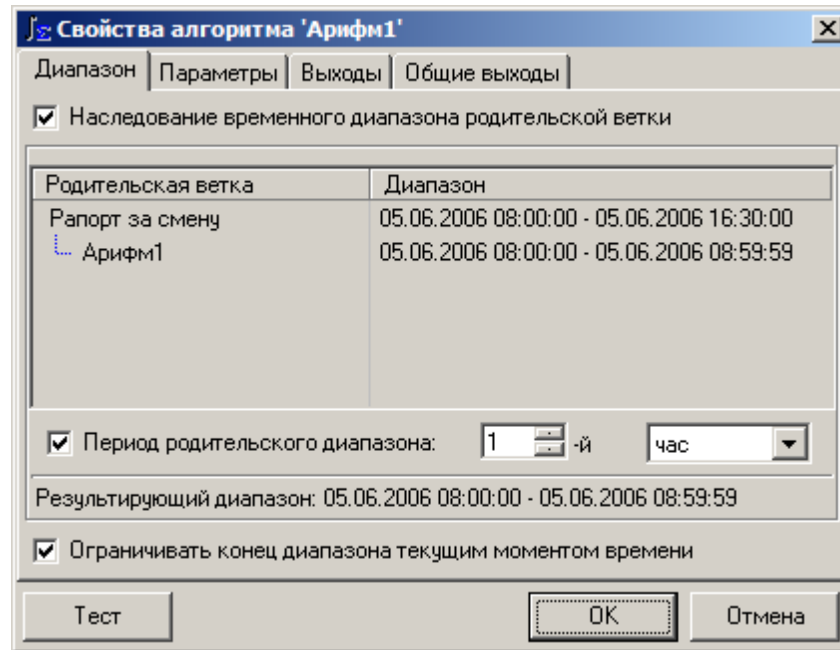 Свойства алгоритма 'Арифм1'
Диапазон Параметры Выходы Общие выходы
Наследование временного диапазона родительской ветки
Родительская ветка Диапазон
Рапорт за смену 05.06.2006 08:00:00 - 05.06.2006 16:30:00
Арифм1 05.06.2006 08:00:00 - 05.06.2006 08:59:59
Период родительского диапазона: 1 -й час
Результирующий диапазон: 05.06.2006 08:00:00 - 05.06.2006 08:59:59
Ограничивать конец диапазона текущим моментом времени
Тест OK Отмена